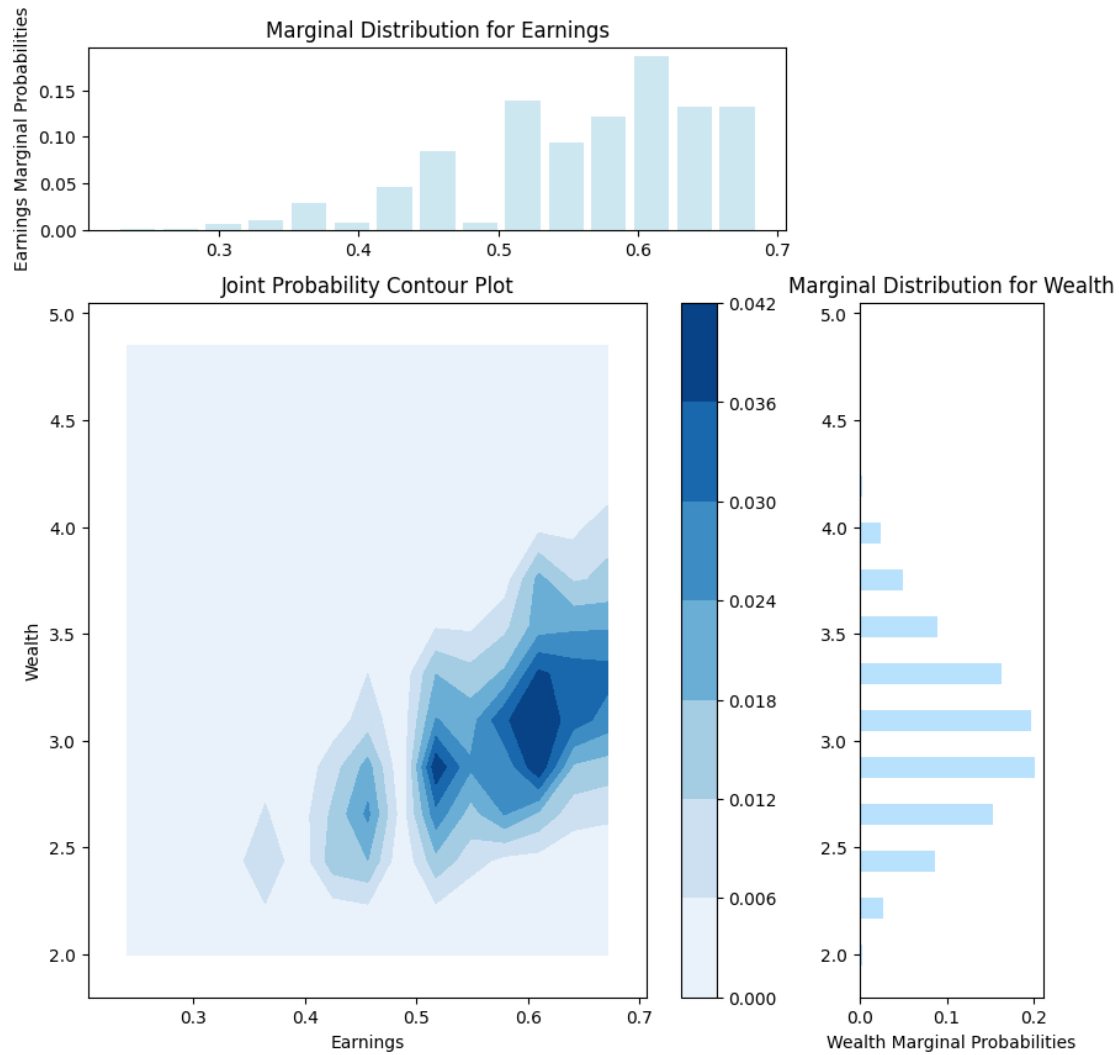 Marginal Distribution for Earnings
Earnings Marginal Probabilities
0.15
0.10
0.05
0.00
0.3 0.4 0.5 0.6 0.7
Joint Probability Contour Plot
Wealth
5.0
4.5
4.0
3.5
3.0
2.5
2.0
0.3 0.4 0.5 0.6 0.7
Earnings
0.042
0.036
0.030
0.024
0.018
0.012
0.006
0.000
Marginal Distribution for Wealth
5.0
4.5
4.0
3.5
3.0
2.5
2.0
0.0 0.1 0.2
Wealth Marginal Probabilities